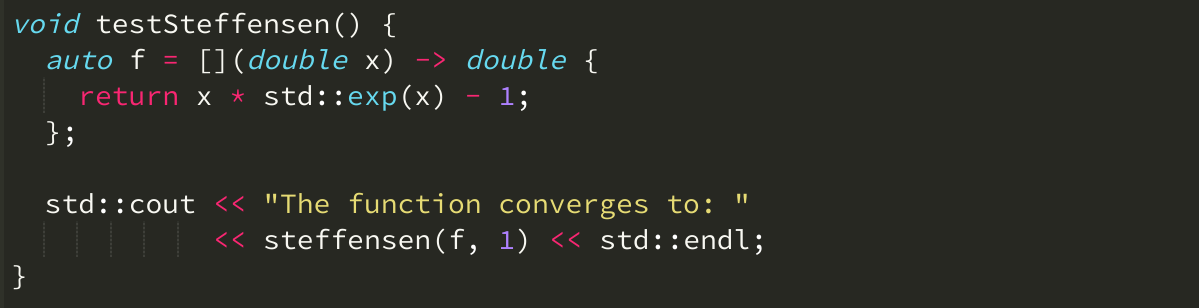 void testSteffensen() {
  auto f = [](double x) -> double {
    return x * std::exp(x) - 1;
  };

  std::cout << "The function converges to: "
            << steffensen(f, 1) << std::endl;
}